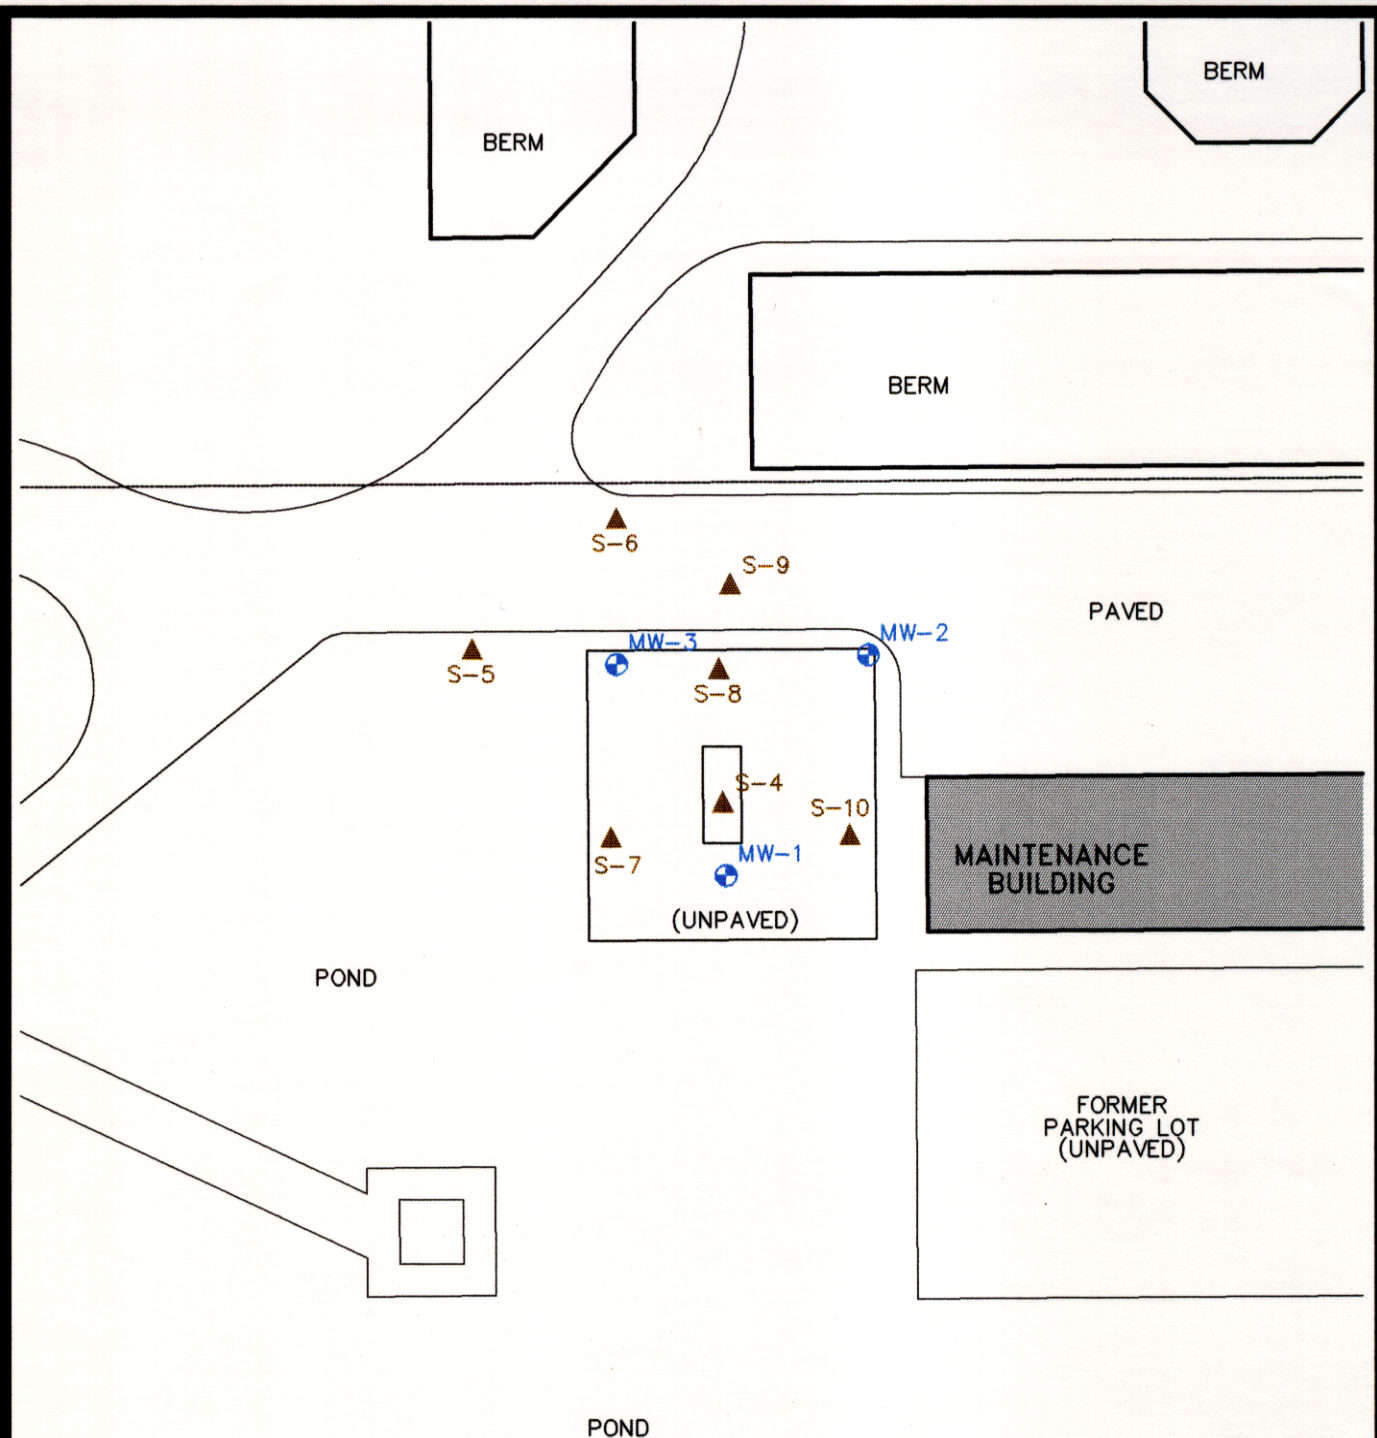 BERM
BERM
BERM
S-6
S-9
PAVED
MW-3
MW-2
S-5
S-8
S-4
S-10
S-7
MW-1
MAINTENANCE
BUILDING
(UNPAVED)
POND
FORMER
PARKING LOT
(UNPAVED)
POND